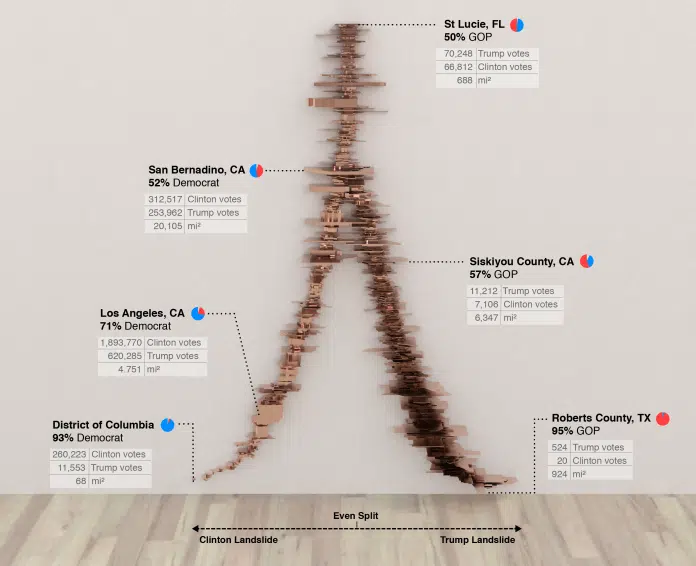 St Lucie, FL
50% GOP
70,248 Trump votes
66,812 Clinton votes
688 mi²
San Bernadino, CA
52% Democrat
312,517 Clinton votes
253,962 Trump votes
20,105 mi²
Siskiyou County, CA
57% GOP
11,212 Trump votes
7,106 Clinton votes
6,347 mi²
Los Angeles, CA
71% Democrat
1,893,770 Clinton votes
620,285 Trump votes
4.751 mi²
District of Columbia
93% Democrat
260,223 Clinton votes
11,553 Trump votes
68 mi²
Roberts County, TX
95% GOP
524 Trump votes
20 Clinton votes
924 mi²
Even Split
Clinton Landslide
Trump Landslide